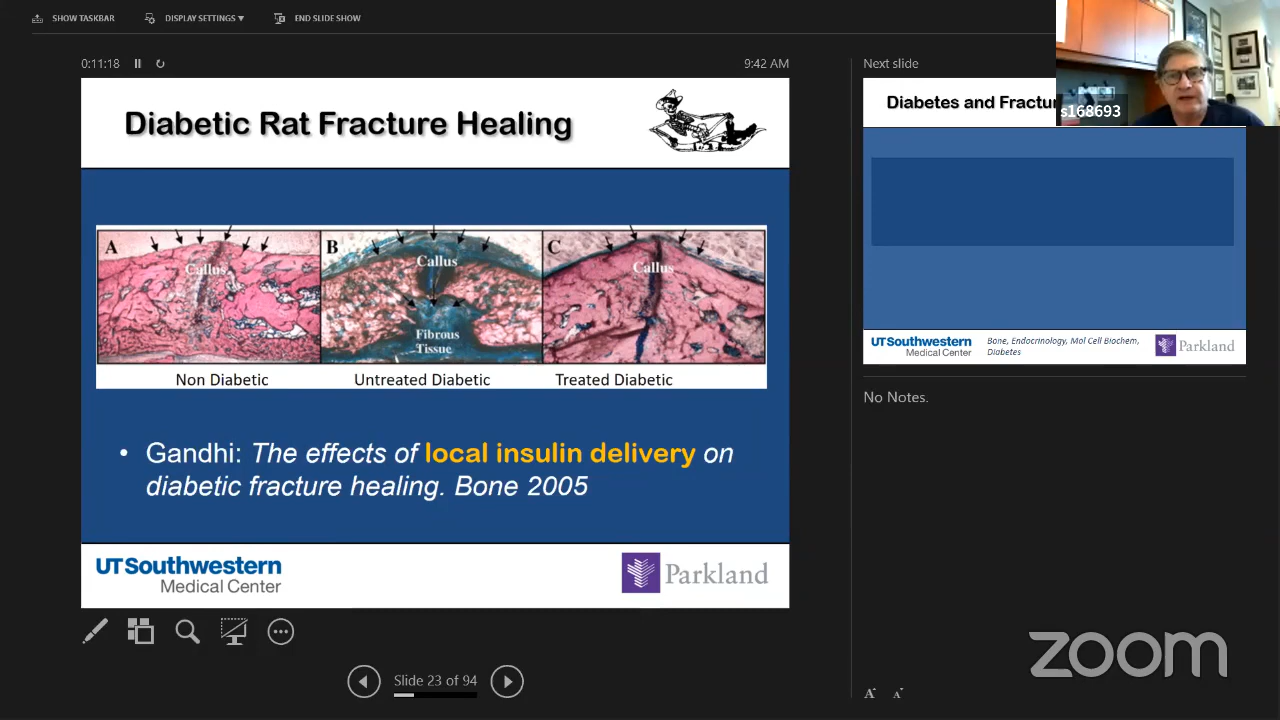 SHOW TASKBAR
DISPLAY SETTINGS ▼
END SLIDE SHOW
0:11:18
9:42 AM
Diabetic Rat Fracture Healing
A
Callus
B
Callus
Fibrous
Tissue
C
Callus
Non Diabetic
Untreated Diabetic
Treated Diabetic
• Gandhi: The effects of local insulin delivery on
diabetic fracture healing. Bone 2005
UTSouthwestern
Medical Center
Parkland
Slide 23 of 94
Next slide
s168693
Diabetes and Fractu
UTSouthwestern
Medical Center
Bone, Endocrinology, Mol Cell Biochem,
Diabetes
Parkland
No Notes.
zoom
A A